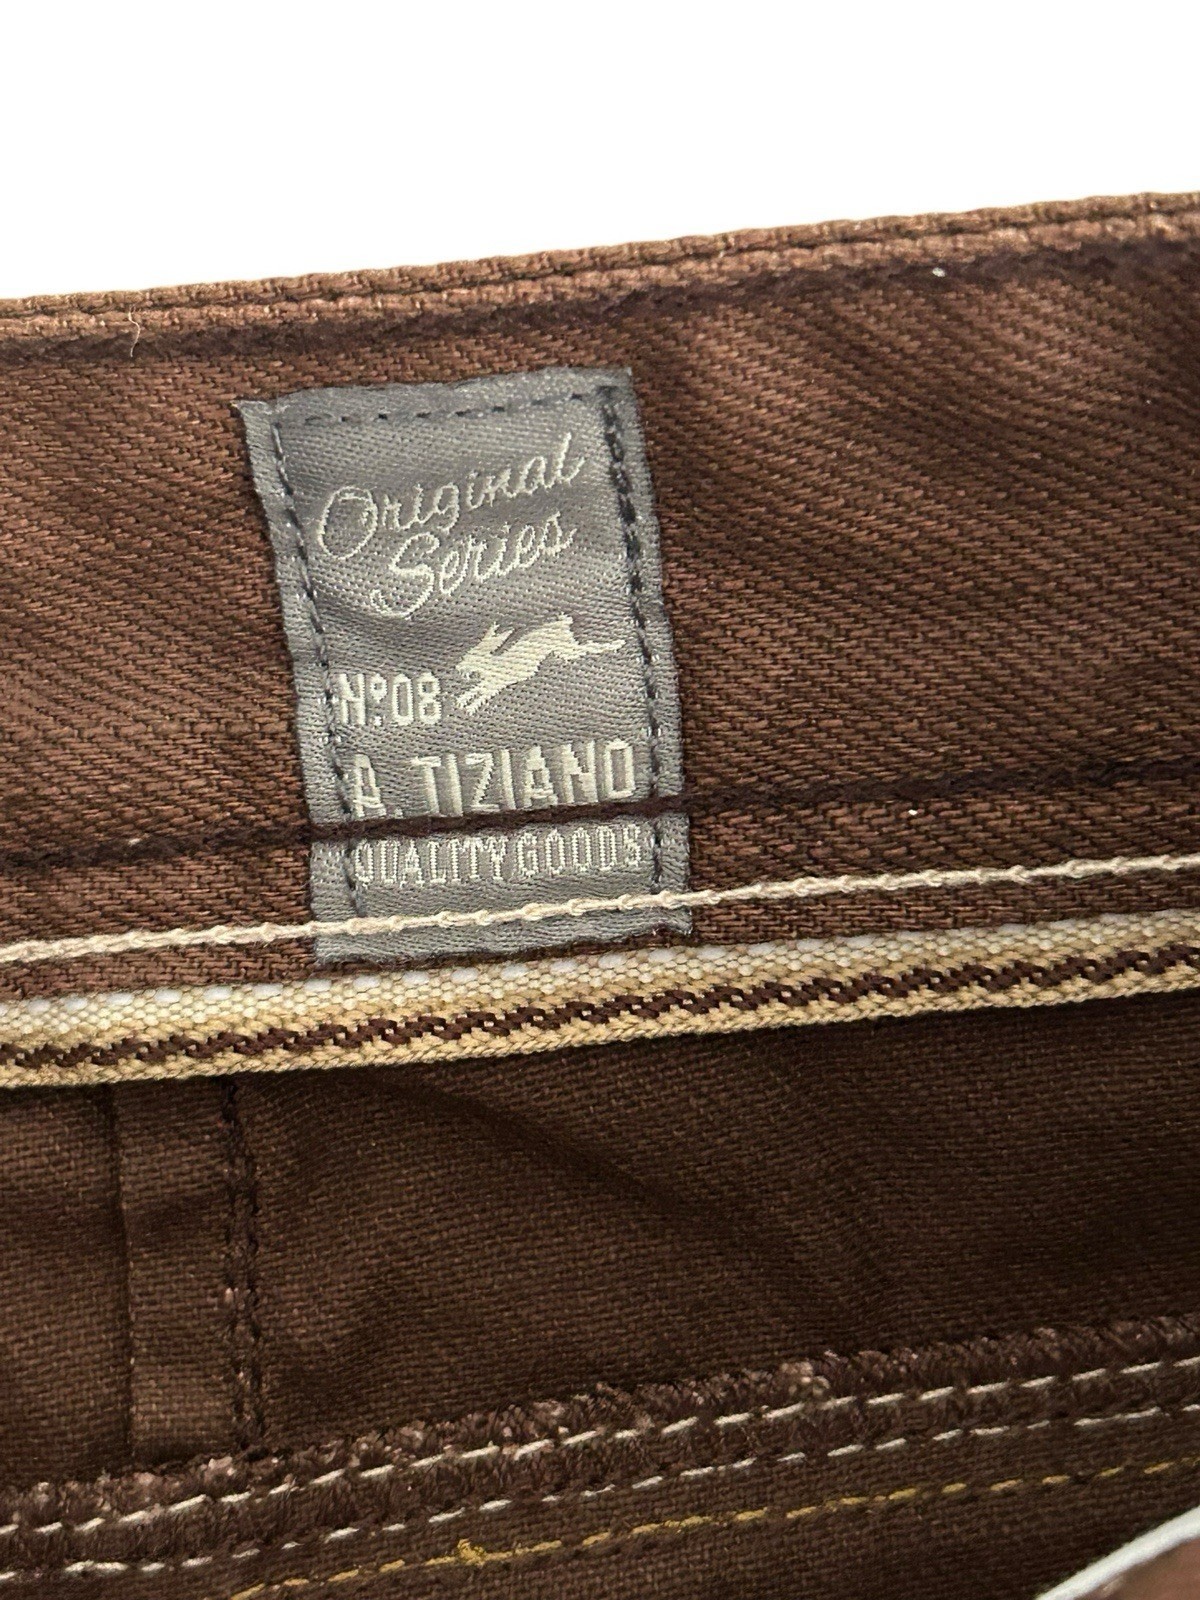 Original
Series
Nº08
A. TIZIANO
QUALITY GOODS